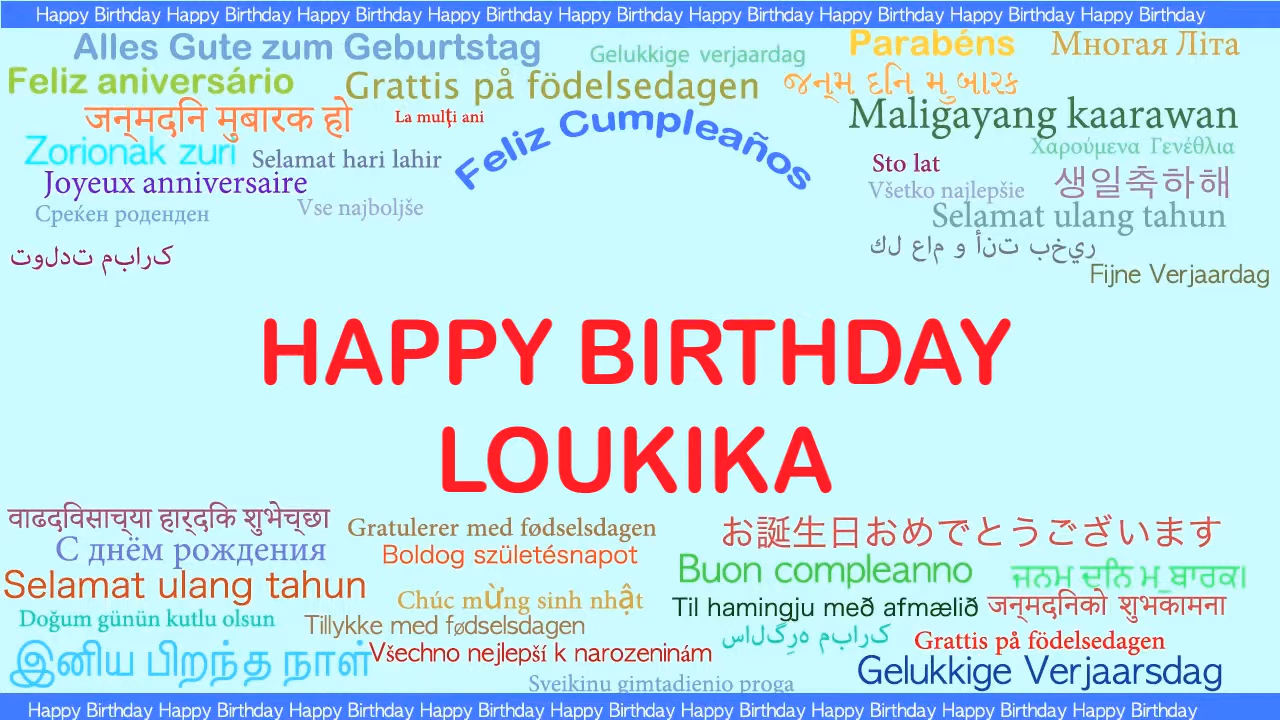 Happy Birthday Happy Birthday Happy Birthday Happy Birthday Happy Birthday Happy Birthday Happy Birthday Happy Birthday Happy Birthday
Alles Gute zum Geburtstag
Gelukkige verjaardag
Parabéns
Многая Літа
Feliz aniversário
Grattis på födelsedagen
જન્મ દનિ મુબારક
जन्मदनि मुबारक हो
La mulţi ani
Feliz Cumpleaños
Maligayang kaarawan
Zorionak zuri
Selamat hari lahir
Χαρούμενα Γενέθλια
Sto lat
Joyeux anniversaire
Všetko najlepšie
생일축하해
Среќен роденден
Vse najboljše
Selamat ulang tahun
تولدت مبارک
كل عام و أنت بخير
Fijne Verjaardag
HAPPY BIRTHDAY
LOUKIKA
वाढदविसाच्या हार्दकि शुभेच्छा
Gratulerer med fødselsdagen
お誕生日おめでとうございます
С днём рождения
Boldog születésnapot
Buon compleanno
ਜਨਮ ਦਨਿ ਮੁਬਾਰਕ।
Selamat ulang tahun
Chúc mừng sinh nhật
Til hamingju með afmælið
जन्मदनिको शुभकामना
Doğum günün kutlu olsun
Tillykke med fødselsdagen
سالگرہ مبارک
Grattis på födelsedagen
இனிய பிறந்த நாள்
Všechno nejlepší k narozeninám
Gelukkige Verjaarsdag
Sveikinu gimtadienio proga
Happy Birthday Happy Birthday Happy Birthday Happy Birthday Happy Birthday Happy Birthday Happy Birthday Happy Birthday Happy Birthday